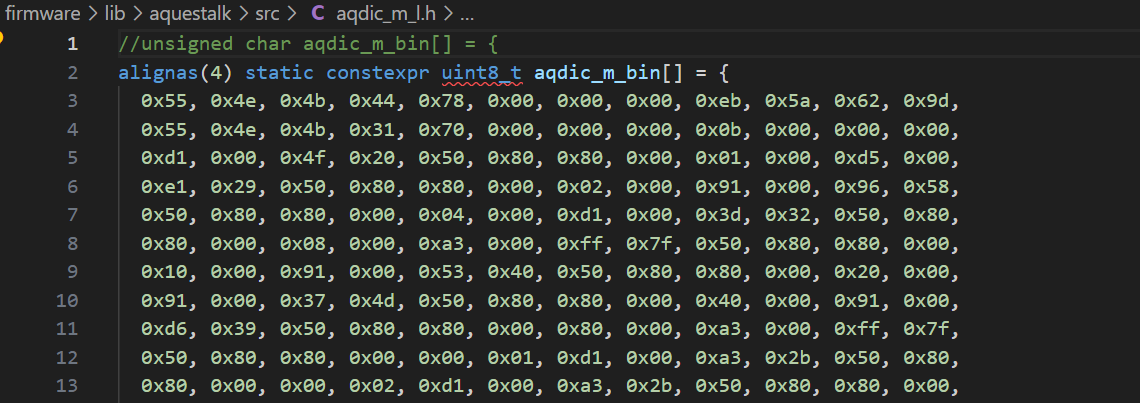 firmware > lib > aquestalk > src > C aqdic_m_l.h > ...
1 //unsigned char aqdic_m_bin[] = {
2 alignas(4) static constexpr uint8_t aqdic_m_bin[] = {
3 0x55, 0x4e, 0x4b, 0x44, 0x78, 0x00, 0x00, 0x00, 0xeb, 0x5a, 0x62, 0x9d,
4 0x55, 0x4e, 0x4b, 0x31, 0x70, 0x00, 0x00, 0x00, 0x0b, 0x00, 0x00, 0x00,
5 0xd1, 0x00, 0x4f, 0x20, 0x50, 0x80, 0x80, 0x00, 0x01, 0x00, 0xd5, 0x00,
6 0xe1, 0x29, 0x50, 0x80, 0x80, 0x00, 0x02, 0x00, 0x91, 0x00, 0x96, 0x58,
7 0x50, 0x80, 0x80, 0x00, 0x04, 0x00, 0xd1, 0x00, 0x3d, 0x32, 0x50, 0x80,
8 0x80, 0x00, 0x08, 0x00, 0xa3, 0x00, 0xff, 0x7f, 0x50, 0x80, 0x80, 0x00,
9 0x10, 0x00, 0x91, 0x00, 0x53, 0x40, 0x50, 0x80, 0x80, 0x00, 0x20, 0x00,
10 0x91, 0x00, 0x37, 0x4d, 0x50, 0x80, 0x80, 0x00, 0x40, 0x00, 0x91, 0x00,
11 0xd6, 0x39, 0x50, 0x80, 0x80, 0x00, 0x80, 0x00, 0xa3, 0x00, 0xff, 0x7f,
12 0x50, 0x80, 0x80, 0x00, 0x00, 0x01, 0xd1, 0x00, 0xa3, 0x2b, 0x50, 0x80,
13 0x80, 0x00, 0x00, 0x02, 0xd1, 0x00, 0xa3, 0x2b, 0x50, 0x80, 0x80, 0x00,